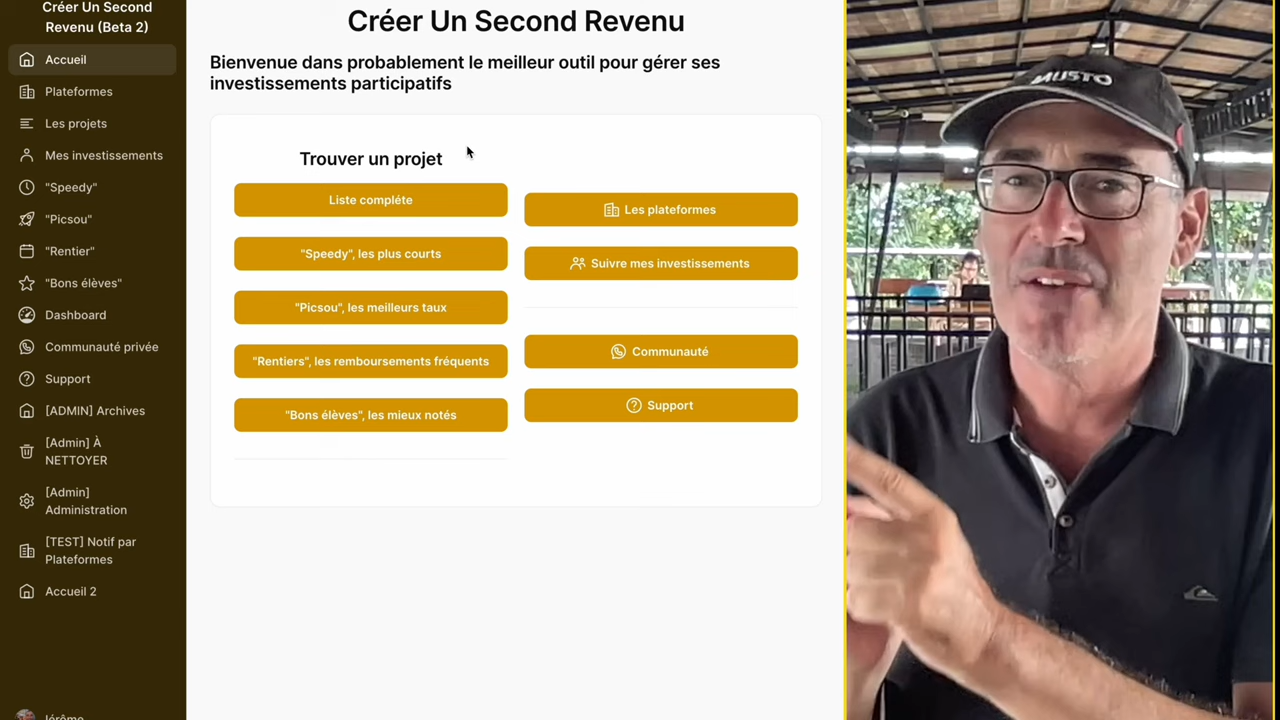 Créer Un Second
Revenu (Beta 2)
Accueil
Plateformes
Les projets
Mes investissements
"Speedy"
"Picsou"
"Rentier"
"Bons élèves"
Dashboard
Communauté privée
Support
[ADMIN] Archives
[Admin] À
NETTOYER
[Admin]
Administration
[TEST] Notif par
Plateformes
Accueil 2
Jérôme
Créer Un Second Revenu
Bienvenue dans probablement le meilleur outil pour gérer ses
investissements participatifs
Trouver un projet
Liste compléte
"Speedy", les plus courts
"Picsou", les meilleurs taux
"Rentiers", les remboursements fréquents
"Bons élèves", les mieux notés
Les plateformes
Suivre mes investissements
Communauté
Support
MUSTO